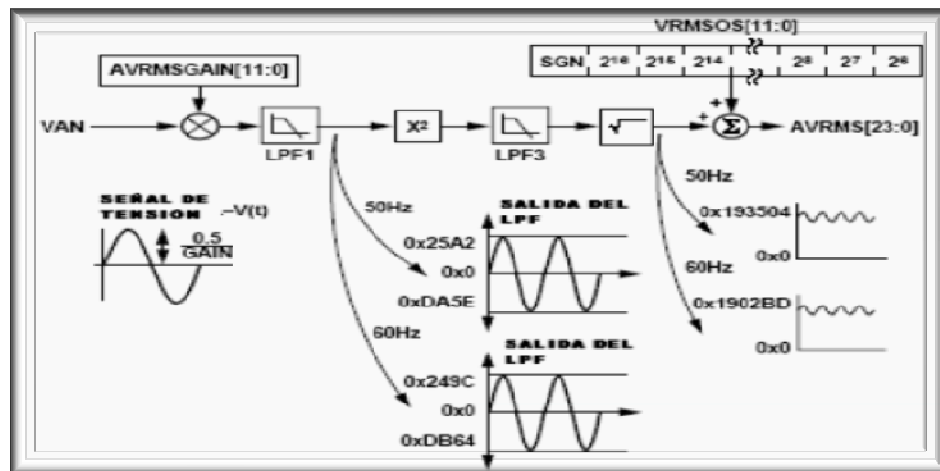 VRMSOS[11:0]
SGN 2¹⁶ 2¹⁵ 2¹⁴ 2⁸ 2⁷ 2⁶
AVRMSGAIN[11:0]
VAN
LPF1
X²
LPF3
√
+
+
Σ
AVRMS[23:0]
SEÑAL DE
TENSION .–V(t)
0.5
GAIN
50Hz
60Hz
SALIDA DEL
LPF
0x25A2
0x0
0xDA5E
SALIDA DEL
LPF
0x249C
0x0
0xDB64
50Hz
0x193504
0x0
60Hz
0x1902BD
0x0